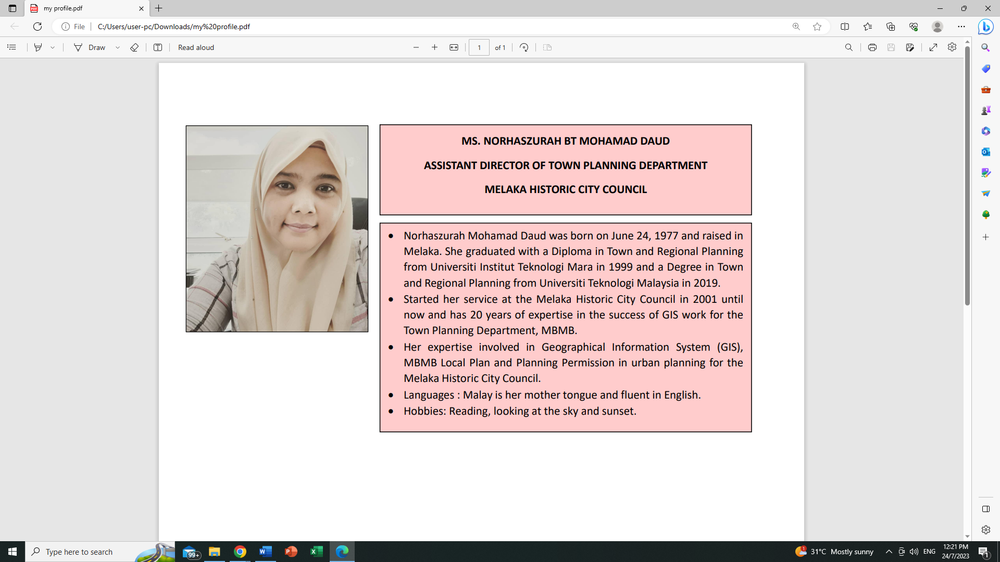 my profile.pdf
File
C:/Users/user-pc/Downloads/my%20profile.pdf
Draw
Read aloud
1
of 1
MS. NORHASZURAH BT MOHAMAD DAUD
ASSISTANT DIRECTOR OF TOWN PLANNING DEPARTMENT
MELAKA HISTORIC CITY COUNCIL
• Norhaszurah Mohamad Daud was born on June 24, 1977 and raised in
Melaka. She graduated with a Diploma in Town and Regional Planning
from Universiti Institut Teknologi Mara in 1999 and a Degree in Town
and Regional Planning from Universiti Teknologi Malaysia in 2019.
• Started her service at the Melaka Historic City Council in 2001 until
now and has 20 years of expertise in the success of GIS work for the
Town Planning Department, MBMB.
• Her expertise involved in Geographical Information System (GIS),
MBMB Local Plan and Planning Permission in urban planning for the
Melaka Historic City Council.
• Languages : Malay is her mother tongue and fluent in English.
• Hobbies: Reading, looking at the sky and sunset.
Type here to search
99+
1
31°C Mostly sunny
ENG
12:21 PM
24/7/2023
1